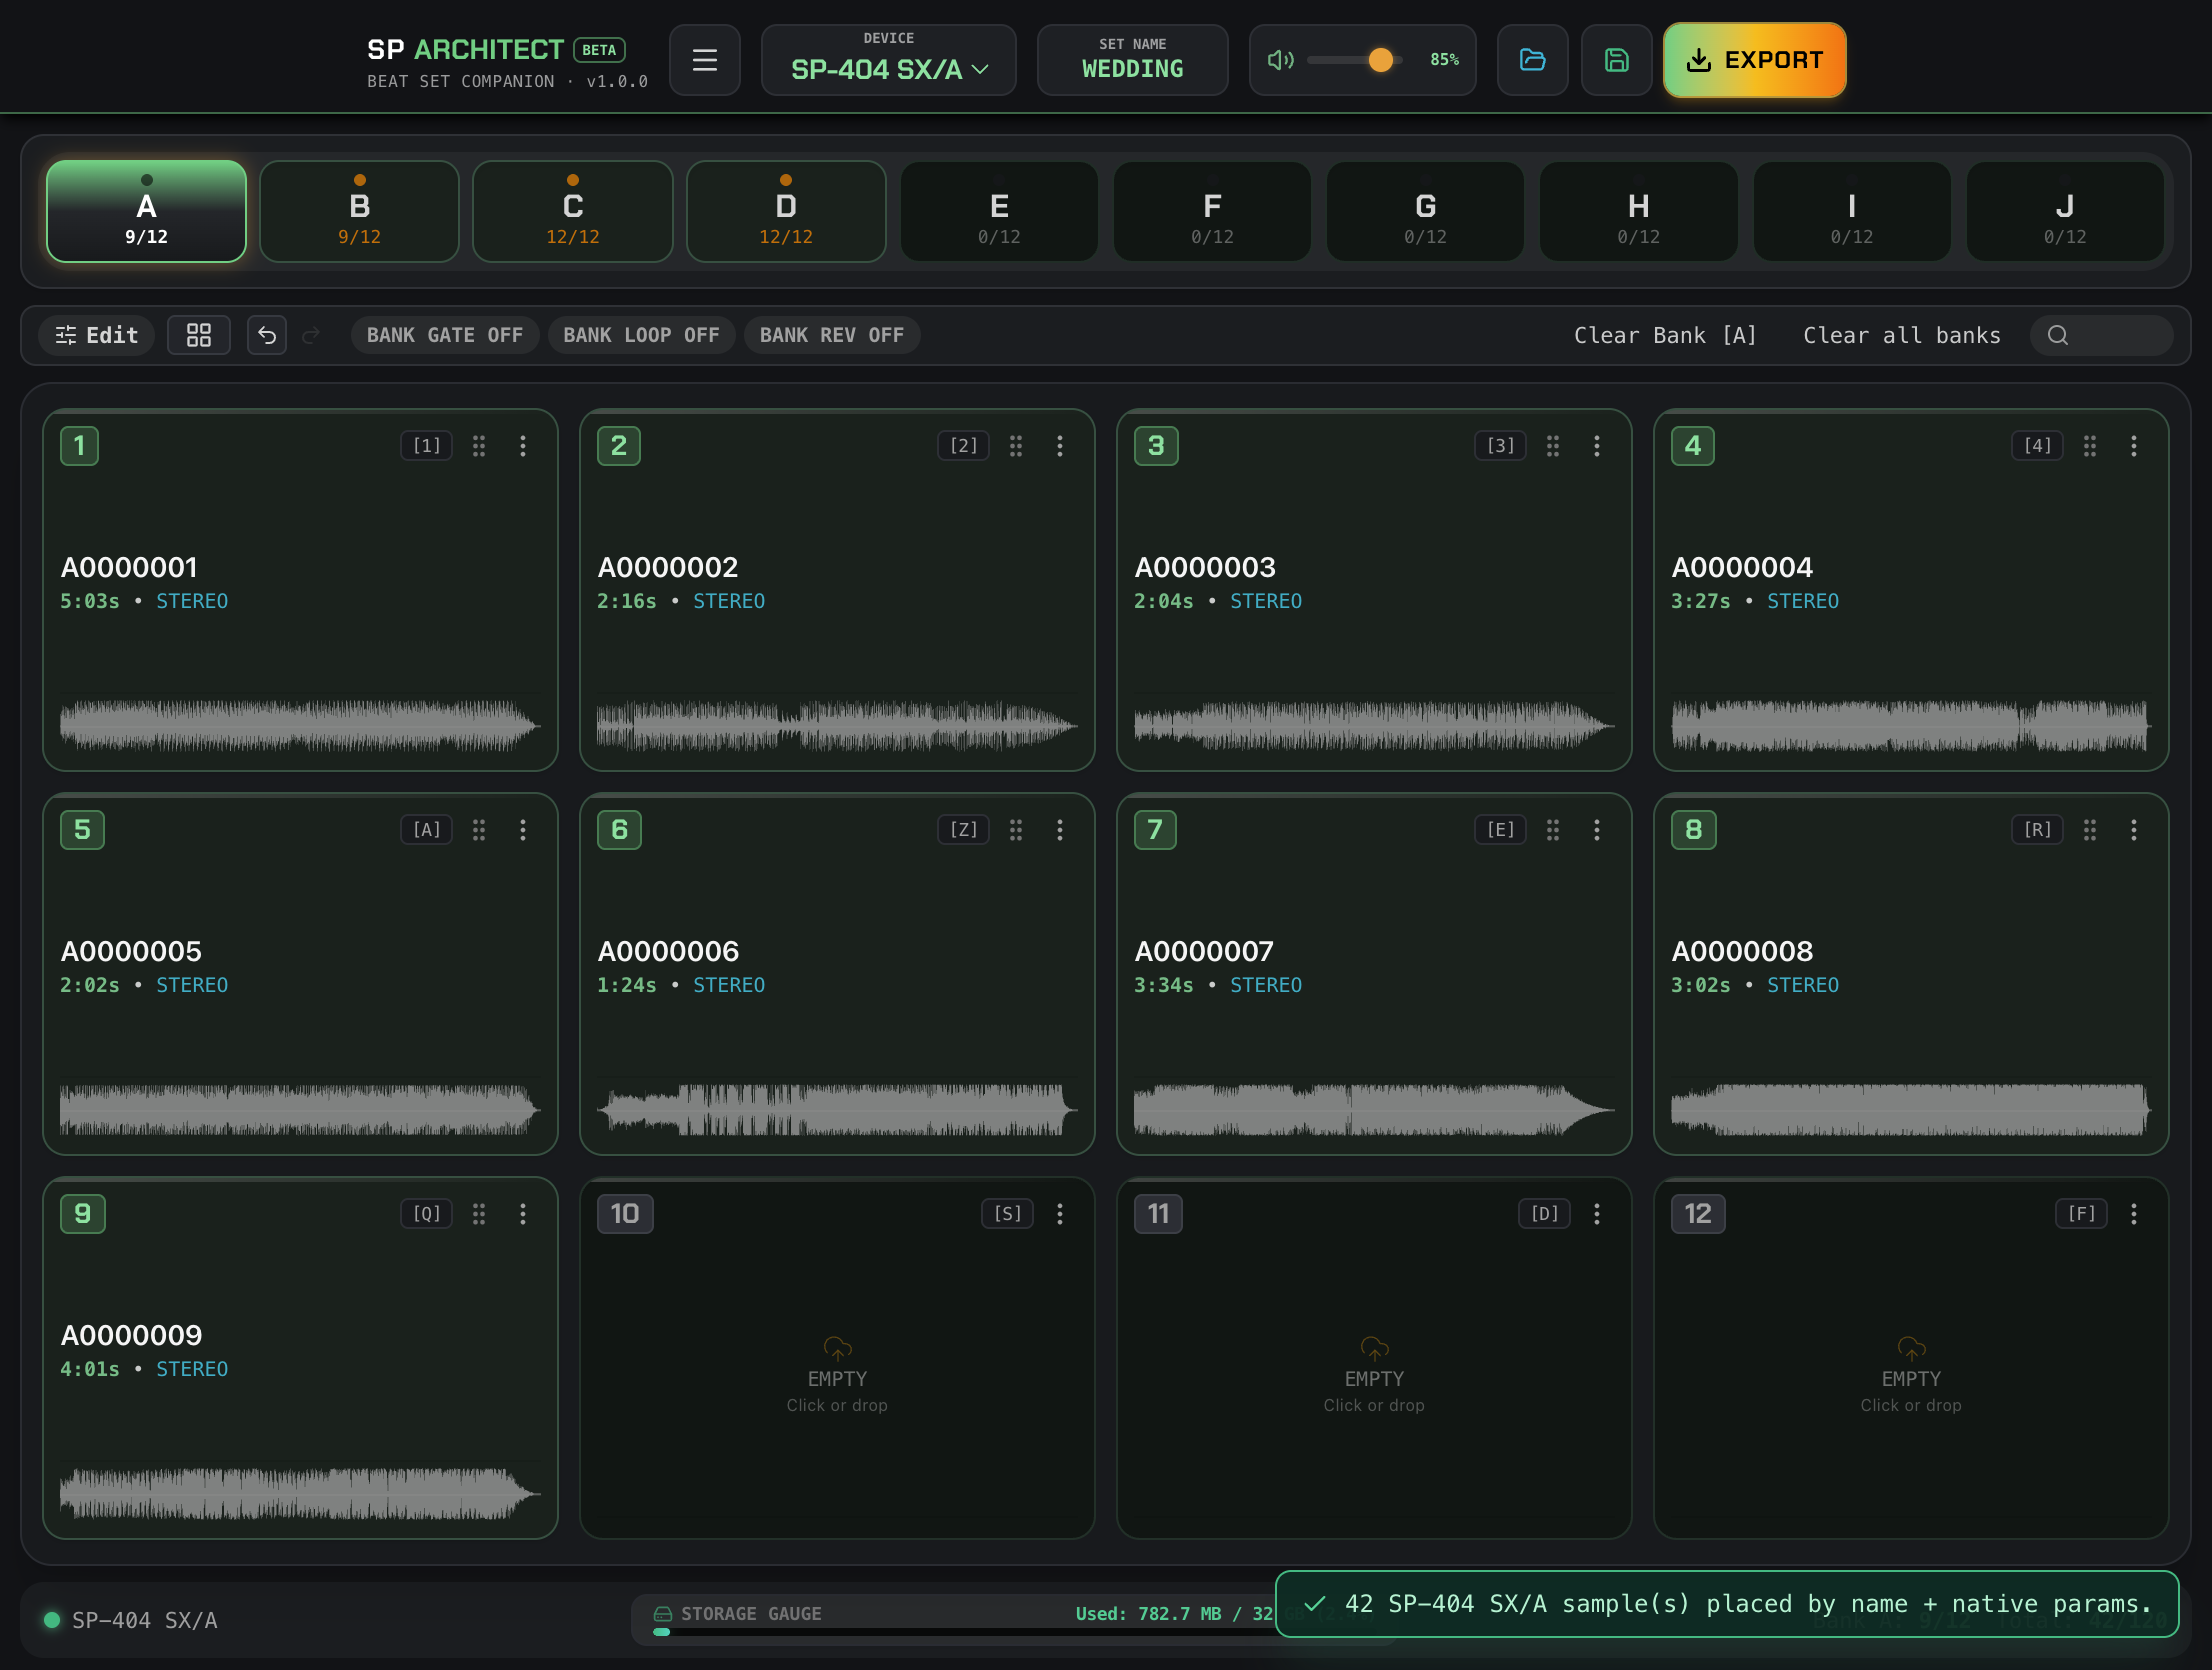 SP ARCHITECT BETA
BEAT SET COMPANION · v1.0.0
DEVICE
SP-404 SX/A
SET NAME
WEDDING
85%
EXPORT
A
9/12
B
9/12
C
12/12
D
12/12
E
0/12
F
0/12
G
0/12
H
0/12
I
0/12
J
0/12
Edit
BANK GATE OFF
BANK LOOP OFF
BANK REV OFF
Clear Bank [A]
Clear all banks
1 [1]
A0000001
5:03s • STEREO
2 [2]
A0000002
2:16s • STEREO
3 [3]
A0000003
2:04s • STEREO
4 [4]
A0000004
3:27s • STEREO
5 [A]
A0000005
2:02s • STEREO
6 [Z]
A0000006
1:24s • STEREO
7 [E]
A0000007
3:34s • STEREO
8 [R]
A0000008
3:02s • STEREO
9 [Q]
A0000009
4:01s • STEREO
10 [S]
EMPTY
Click or drop
11 [D]
EMPTY
Click or drop
12 [F]
EMPTY
Click or drop
SP-404 SX/A
STORAGE GAUGE
Used: 782.7 MB / 32 GB
42 SP-404 SX/A sample(s) placed by name + native params.
Bank A: 9/12 Total: 42/120